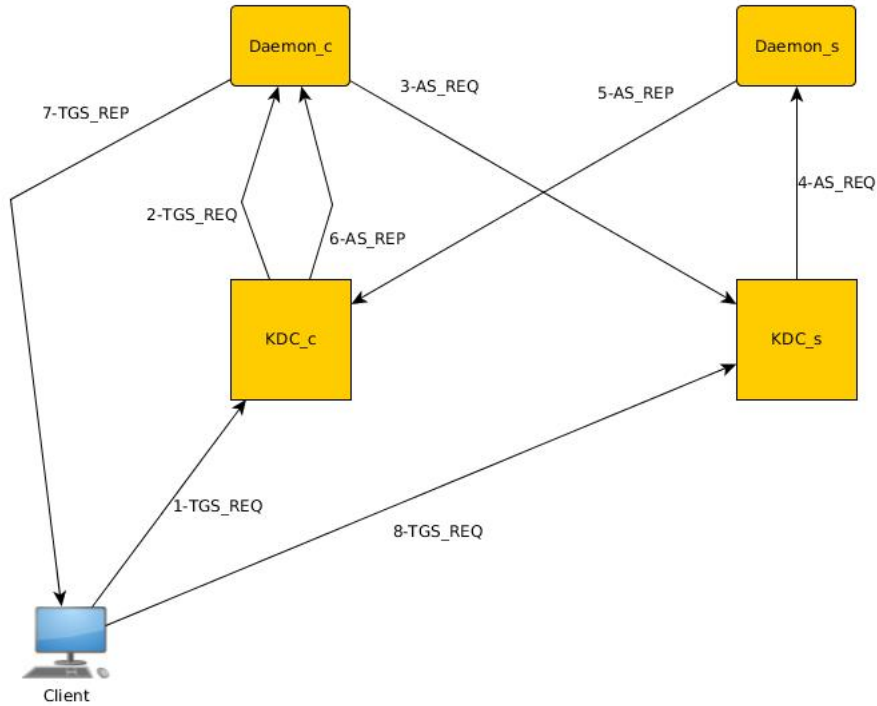 Daemon_c
Daemon_s
3-AS_REQ
5-AS_REP
7-TGS_REP
4-AS_REQ
2-TGS_REQ
6-AS_REP
KDC_c
KDC_s
1-TGS_REQ
8-TGS_REQ
Client